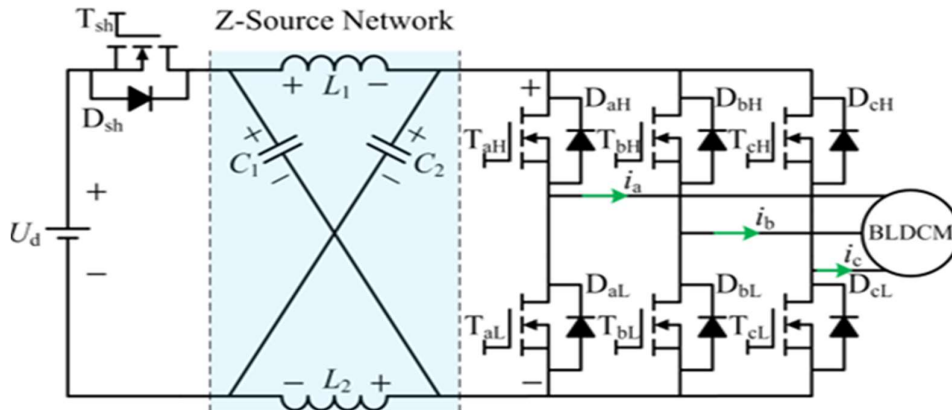 Z-Source Network
Tsh
Dsh
+ L1 −
+ C1 −
+ C2 −
− L2 +
+
Ud
−
+
DaH
DbH
DcH
TaH
TbH
TcH
ia
ib
ic
BLDCM
DaL
DbL
DcL
TaL
TbL
TcL
−